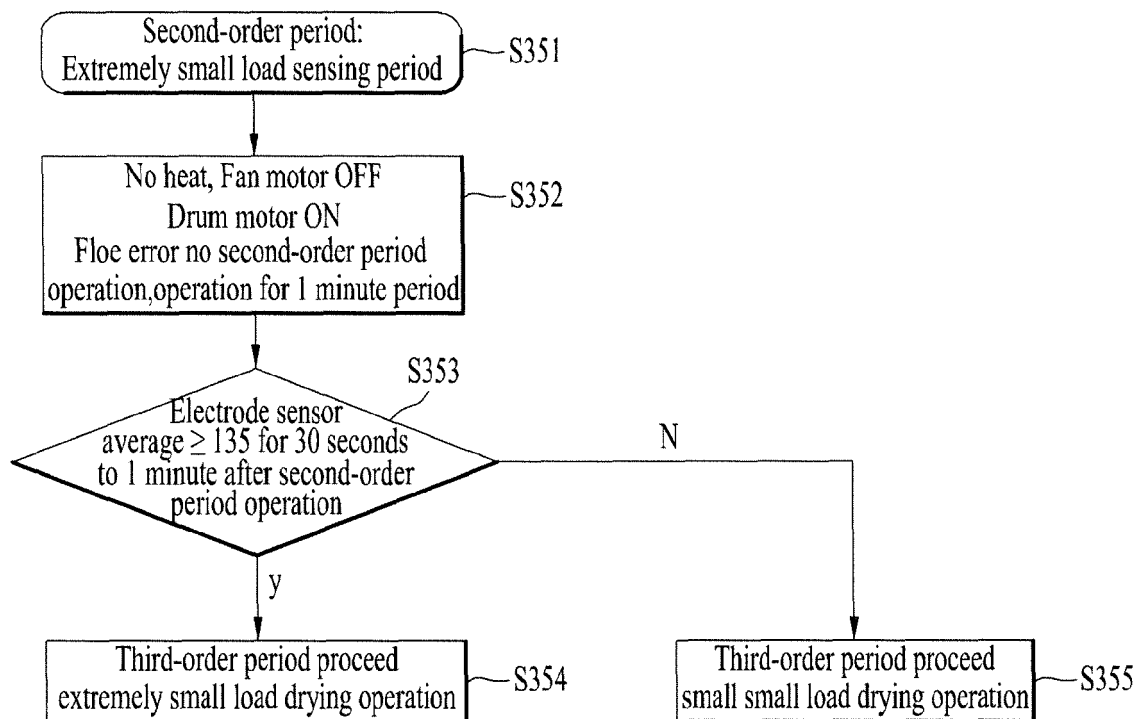 Second-order period:
Extremely small load sensing period
S351
No heat, Fan motor OFF
Drum motor ON
Floe error no second-order period
operation,operation for 1 minute period
S352
S353
Electrode sensor
average ≥ 135 for 30 seconds
to 1 minute after second-order
period operation
N
y
Third-order period proceed
extremely small load drying operation
S354
Third-order period proceed
small small load drying operation
S355